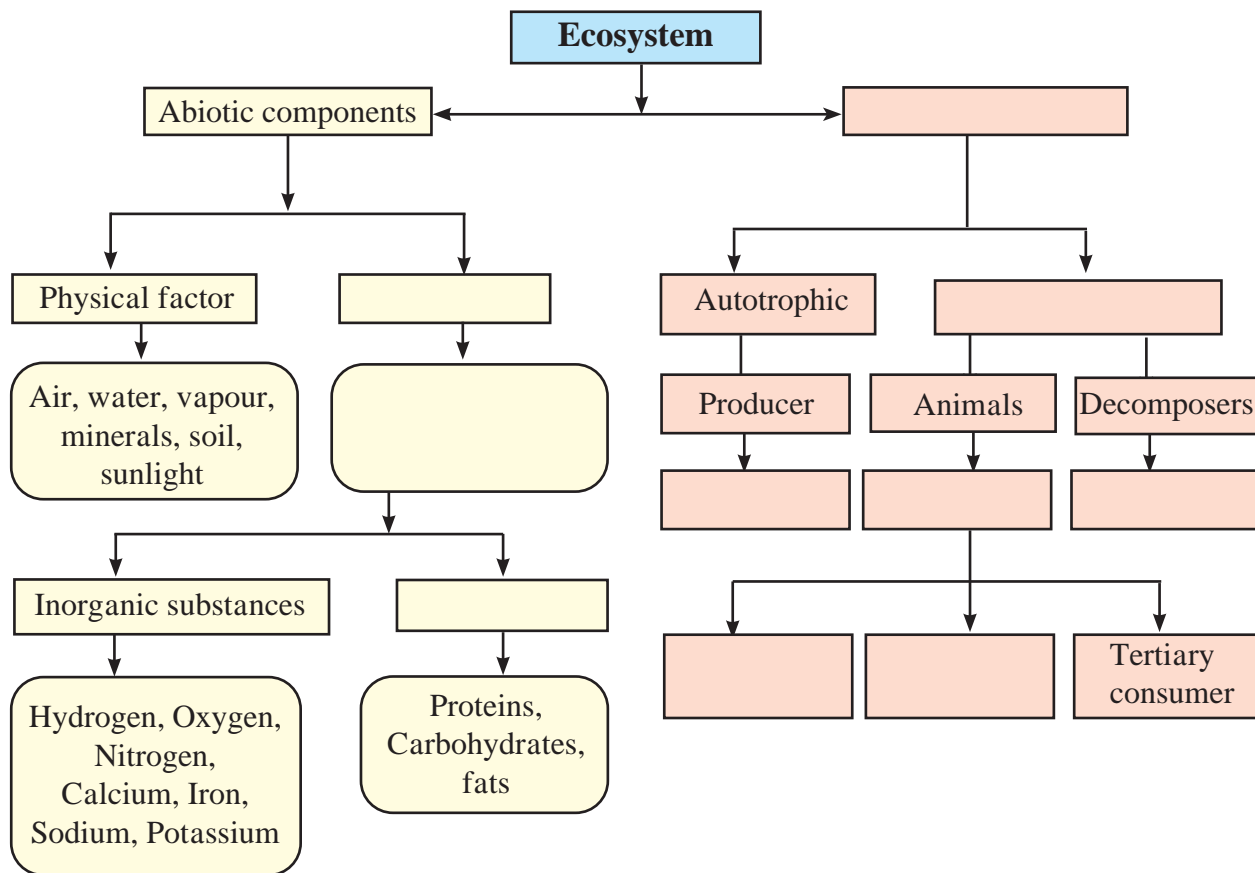 Ecosystem
Abiotic components
Physical factor
Autotrophic
Air, water, vapour,
minerals, soil,
sunlight
Producer
Animals
Decomposers
Inorganic substances
Hydrogen, Oxygen,
Nitrogen,
Calcium, Iron,
Sodium, Potassium
Proteins,
Carbohydrates,
fats
Tertiary
consumer